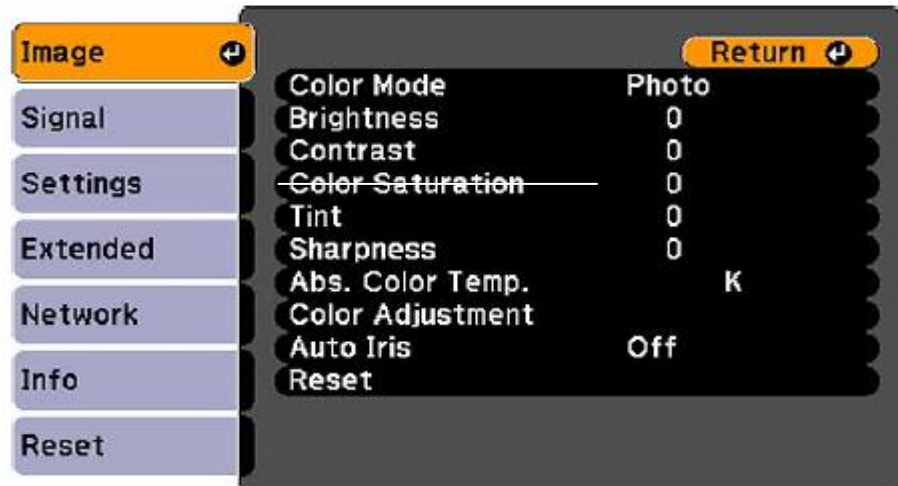 Image
Signal
Settings
Extended
Network
Info
Reset
Return
Color Mode Photo
Brightness 0
Contrast 0
Color Saturation 0
Tint 0
Sharpness 0
Abs. Color Temp. K
Color Adjustment
Auto Iris Off
Reset